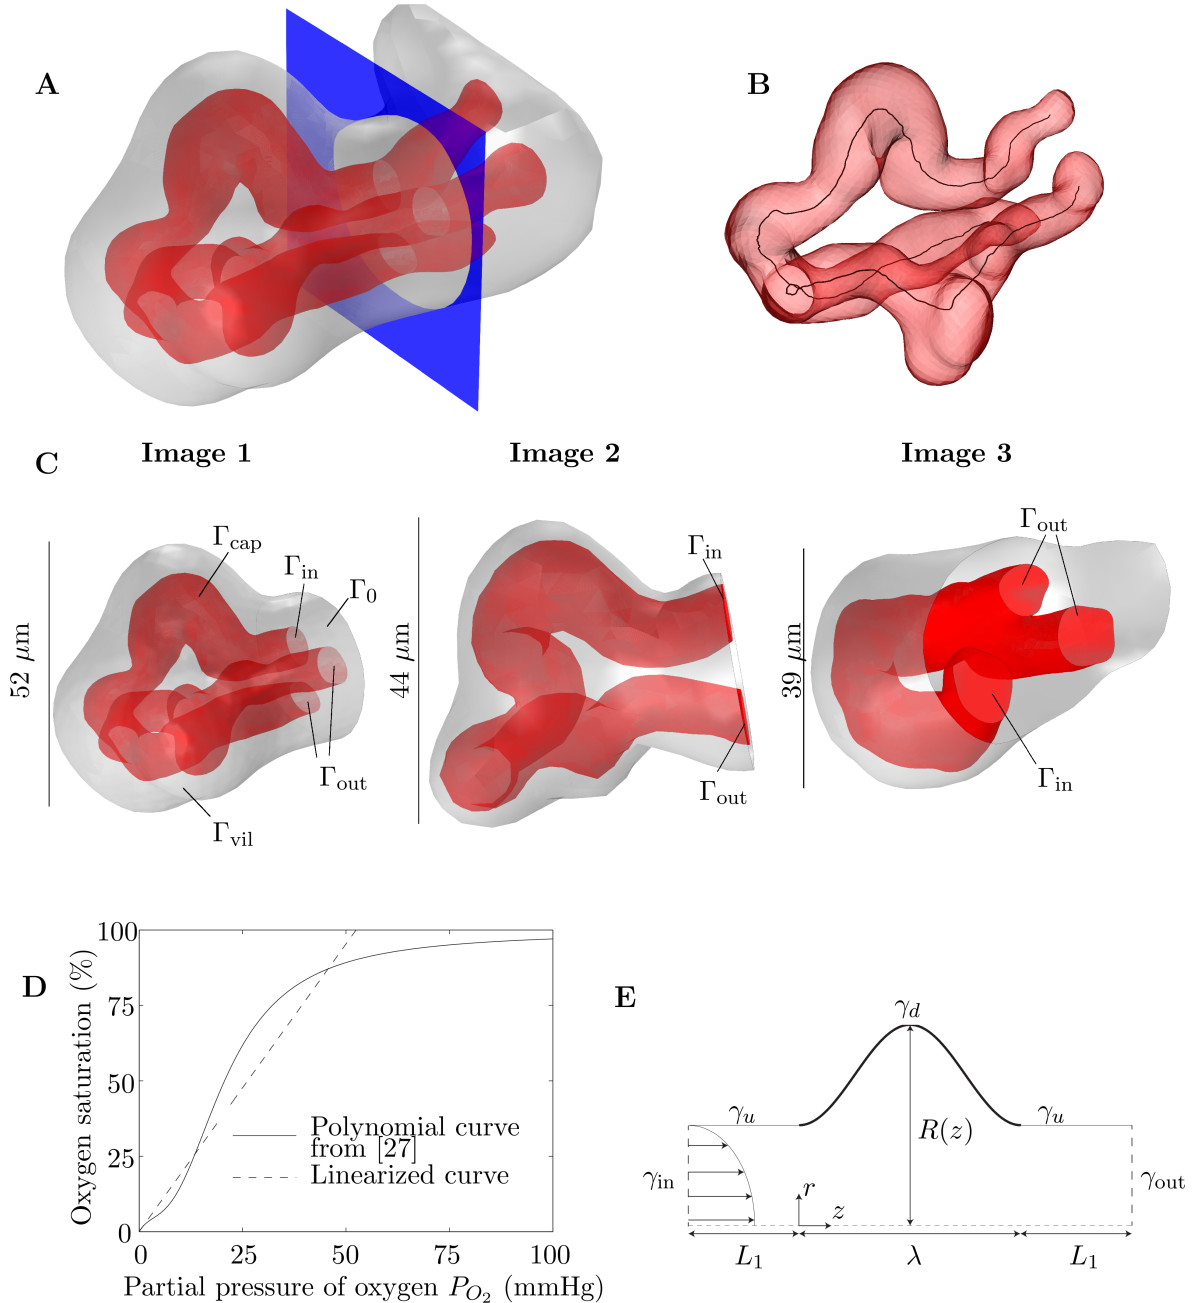 A
B
Image 1
Image 2
Image 3
C
Γcap
Γin
Γ0
Γout
Γvil
52 μm
Γin
Γout
44 μm
Γout
Γin
39 μm
D
Oxygen saturation (%)
100
75
50
25
0
Polynomial curve
from [27]
Linearized curve
0
25
50
75
100
Partial pressure of oxygen PO2 (mmHg)
E
γd
γu
γu
R(z)
γin
γout
r
z
L1
λ
L1